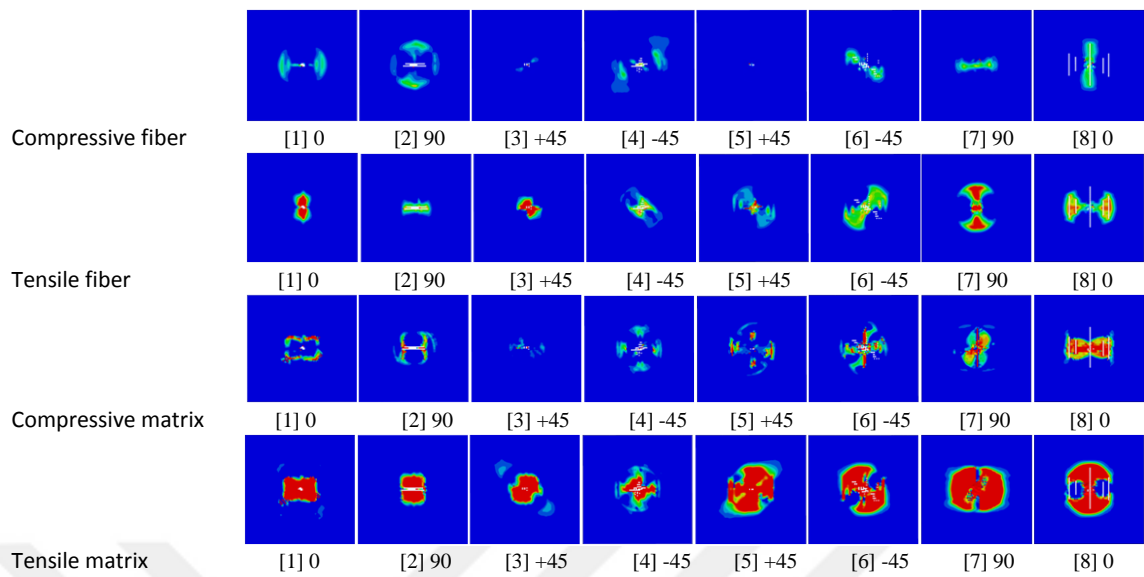 Compressive fiber [1] 0 [2] 90 [3] +45 [4] -45 [5] +45 [6] -45 [7] 90 [8] 0
Tensile fiber [1] 0 [2] 90 [3] +45 [4] -45 [5] +45 [6] -45 [7] 90 [8] 0
Compressive matrix [1] 0 [2] 90 [3] +45 [4] -45 [5] +45 [6] -45 [7] 90 [8] 0
Tensile matrix [1] 0 [2] 90 [3] +45 [4] -45 [5] +45 [6] -45 [7] 90 [8] 0